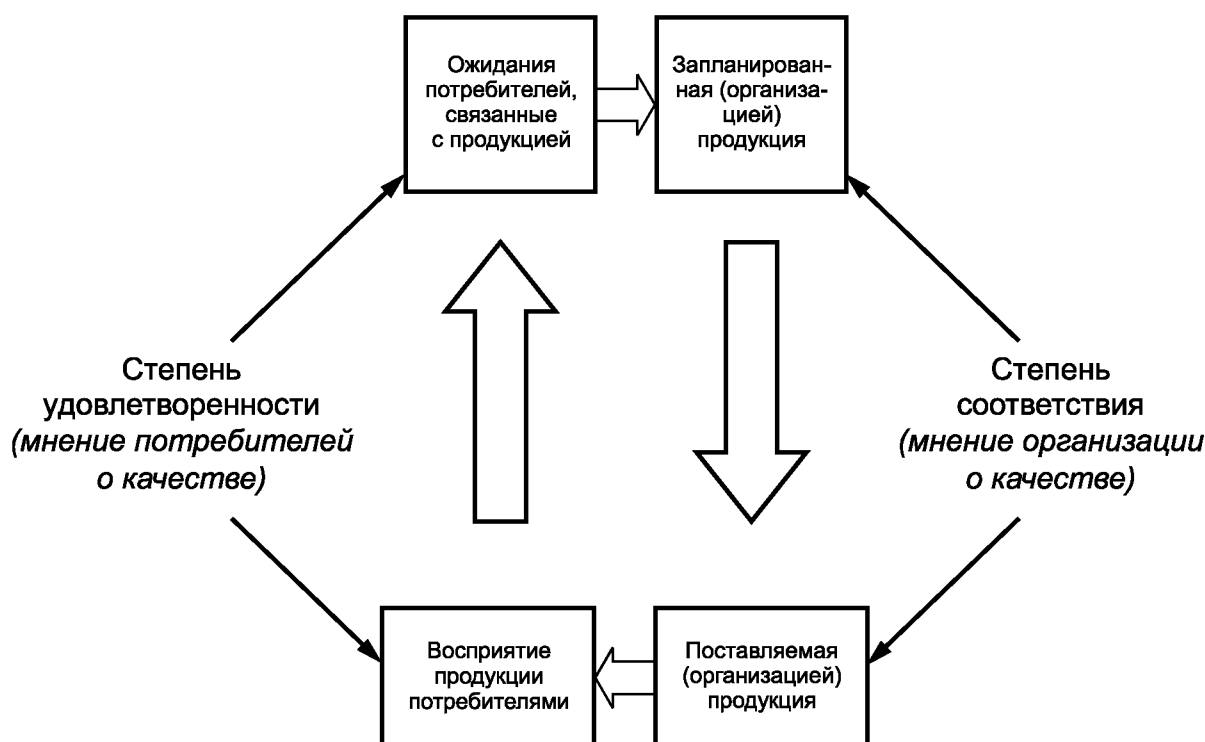 Ожидания
потребителей,
связанные
с продукцией
Запланирован-
ная (организа-
цией)
продукция
Степень
удовлетворенности
(мнение потребителей
о качестве)
Степень
соответствия
(мнение организации
о качестве)
Восприятие
продукции
потребителями
Поставляемая
(организацией)
продукция